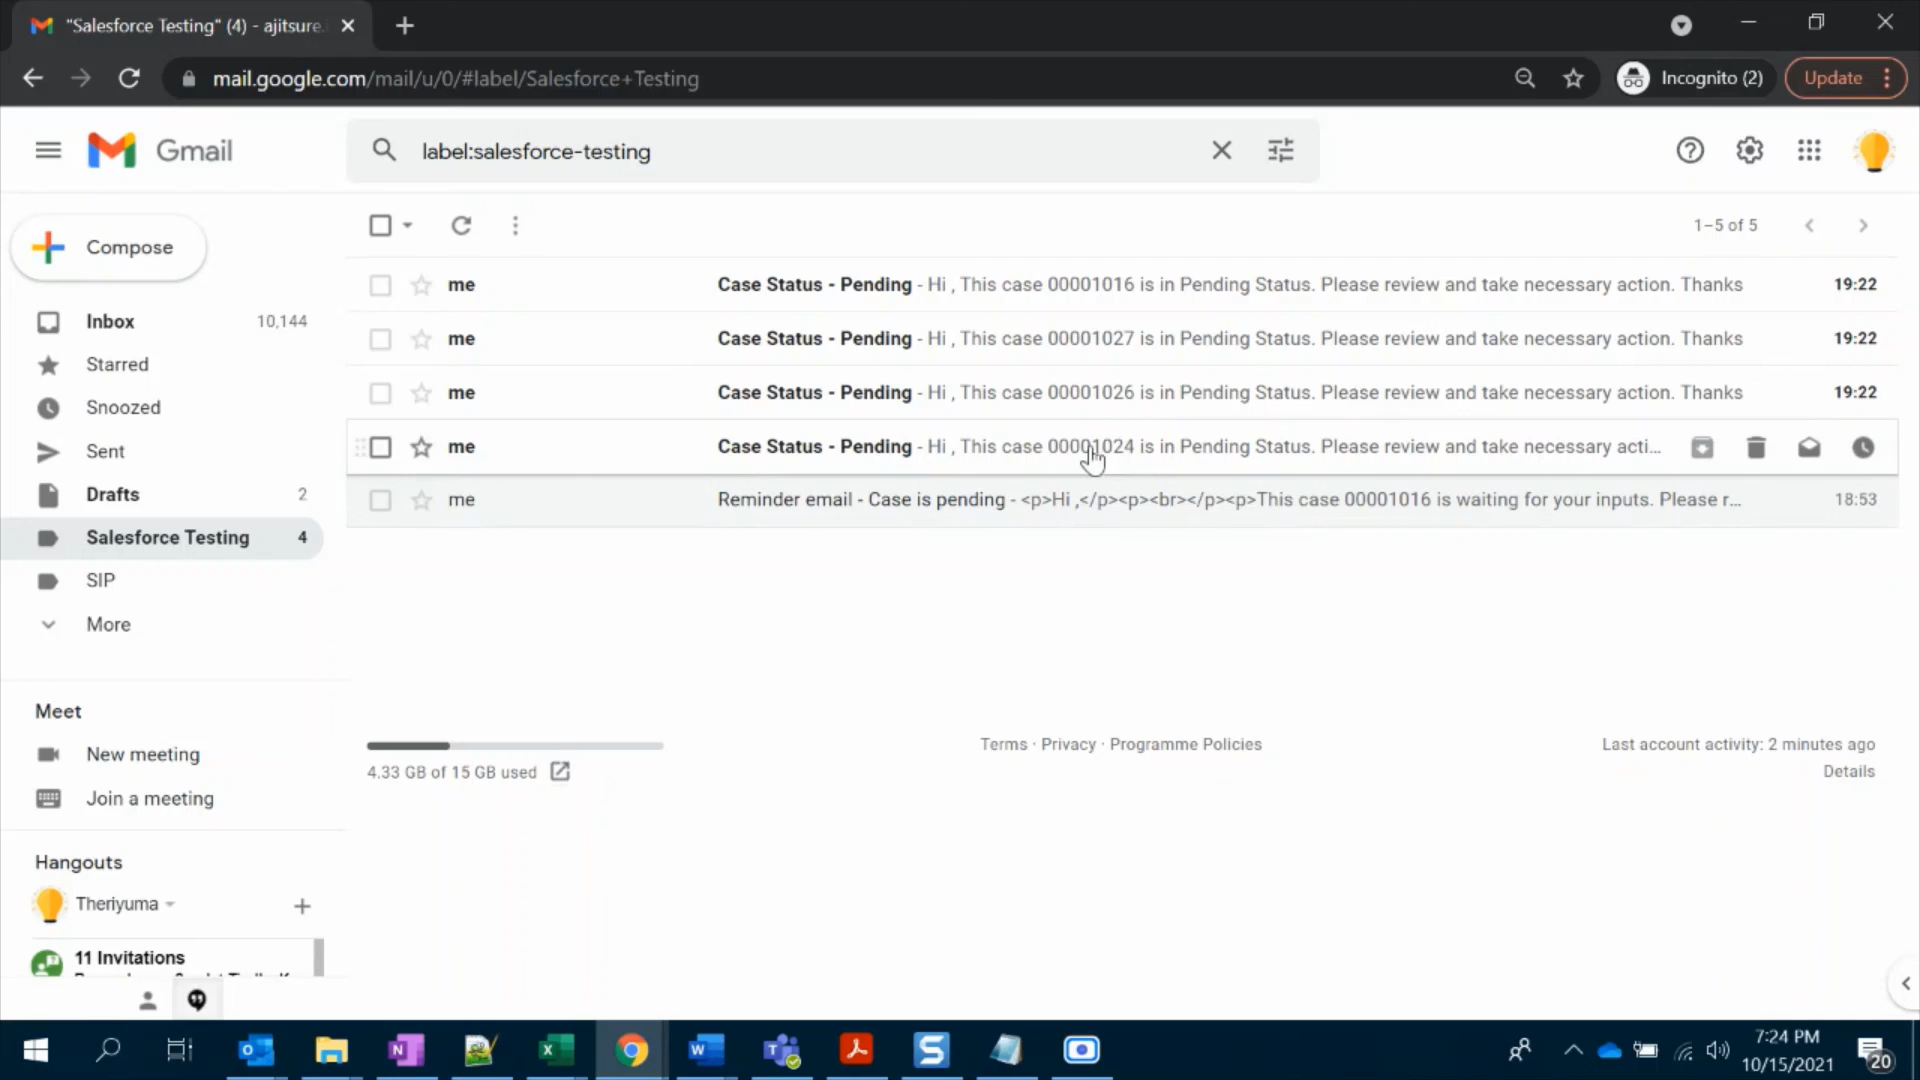 "Salesforce Testing" (4) - ajitsure.
mail.google.com/mail/u/0/#label/Salesforce+Testing
Incognito (2)
Update
Gmail
label:salesforce-testing
Compose
1–5 of 5
me Case Status - Pending - Hi , This case 00001016 is in Pending Status. Please review and take necessary action. Thanks 19:22
Inbox 10,144
me Case Status - Pending - Hi , This case 00001027 is in Pending Status. Please review and take necessary action. Thanks 19:22
Starred
me Case Status - Pending - Hi , This case 00001026 is in Pending Status. Please review and take necessary action. Thanks 19:22
Snoozed
me Case Status - Pending - Hi , This case 00001024 is in Pending Status. Please review and take necessary acti...
Sent
me Reminder email - Case is pending - <p>Hi ,</p><p><br></p><p>This case 00001016 is waiting for your inputs. Please r... 18:53
Drafts 2
Salesforce Testing 4
SIP
More
Meet
New meeting
Join a meeting
4.33 GB of 15 GB used
Terms · Privacy · Programme Policies
Last account activity: 2 minutes ago
Details
Hangouts
Theriyuma
11 Invitations
7:24 PM
10/15/2021
20